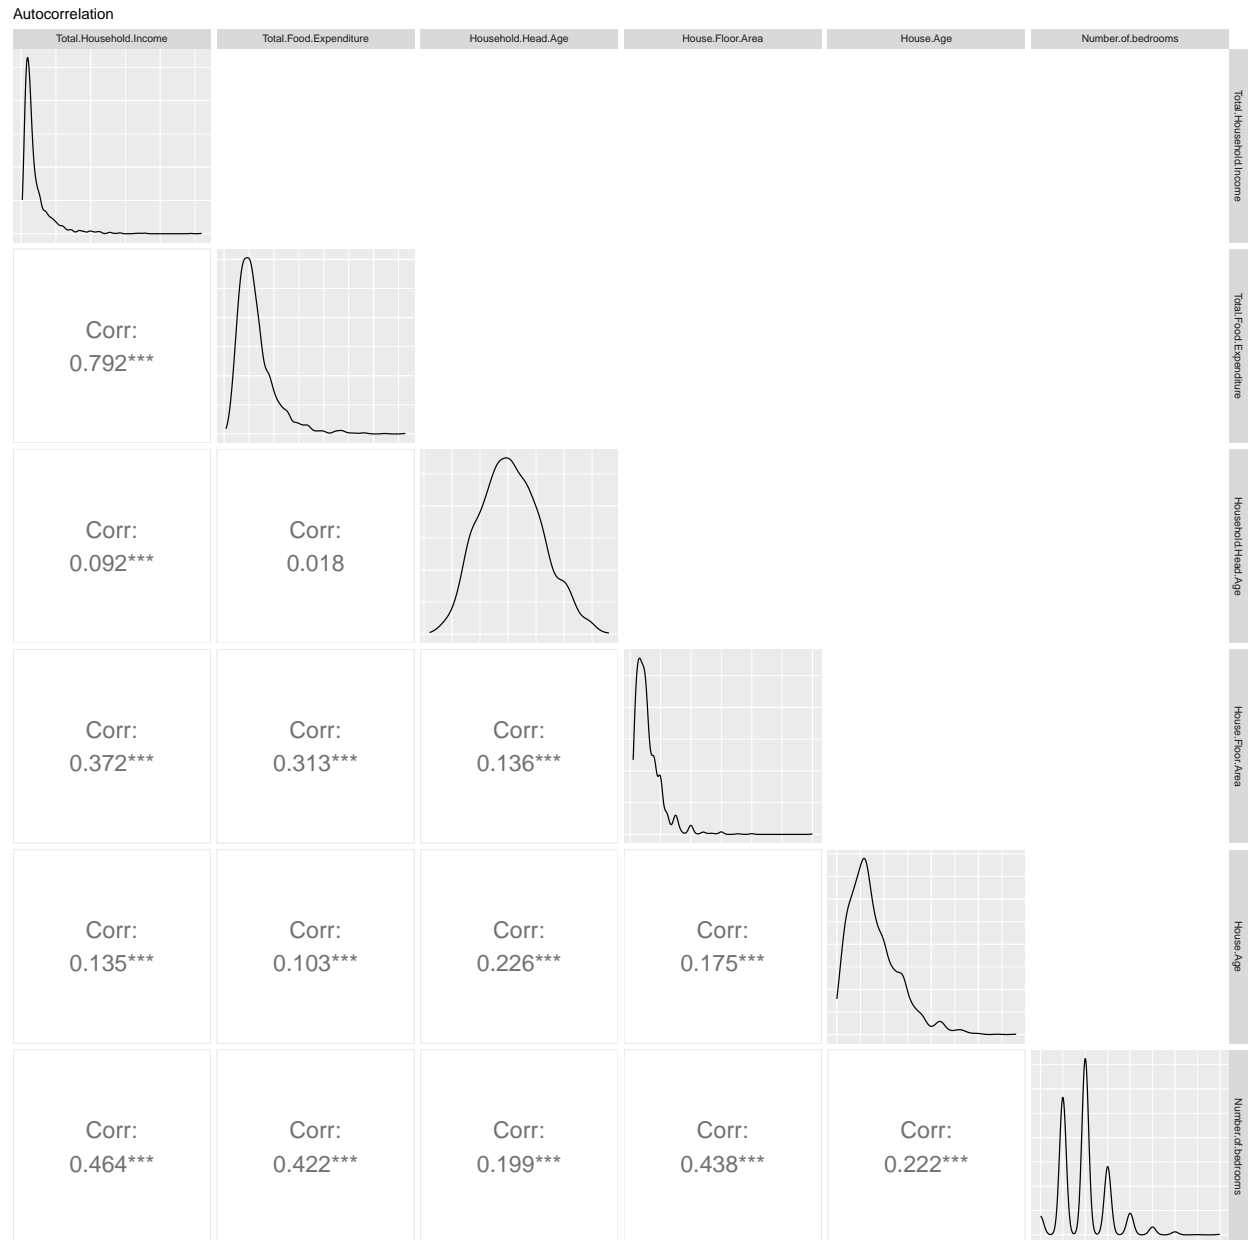 Autocorrelation
Total.Household.Income
Total.Food.Expenditure
Household.Head.Age
House.Floor.Area
House.Age
Number.of.bedrooms
Total.Household.Income
Corr:
0.792***
Total.Food.Expenditure
Corr:
0.092***
Corr:
0.018
Household.Head.Age
Corr:
0.372***
Corr:
0.313***
Corr:
0.136***
House.Floor.Area
Corr:
0.135***
Corr:
0.103***
Corr:
0.226***
Corr:
0.175***
House.Age
Corr:
0.464***
Corr:
0.422***
Corr:
0.199***
Corr:
0.438***
Corr:
0.222***
Number.of.bedrooms